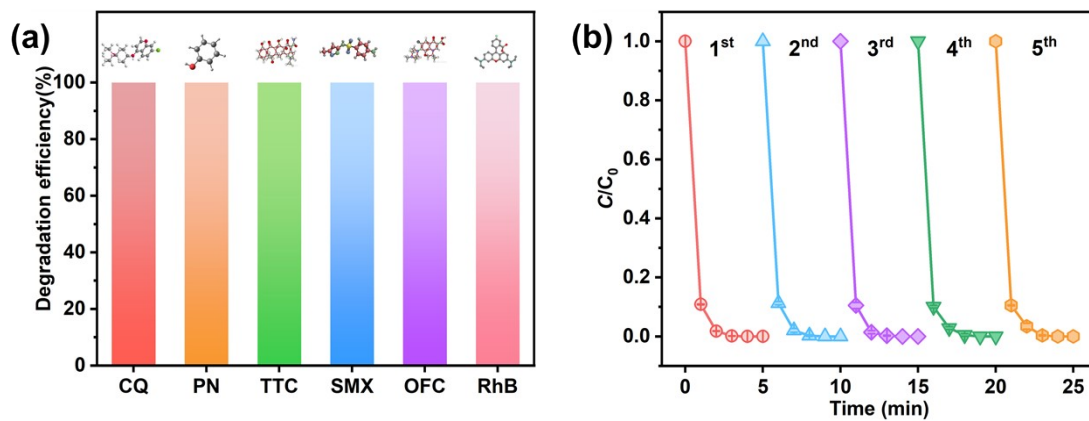 (a)
Degradation efficiency(%)
100
80
60
40
20
0
CQ PN TTC SMX OFC RhB
(b)
C/C₀
1.0
0.8
0.6
0.4
0.2
0.0
1ˢᵗ 2ⁿᵈ 3ʳᵈ 4ᵗʰ 5ᵗʰ
0 5 10 15 20 25
Time (min)